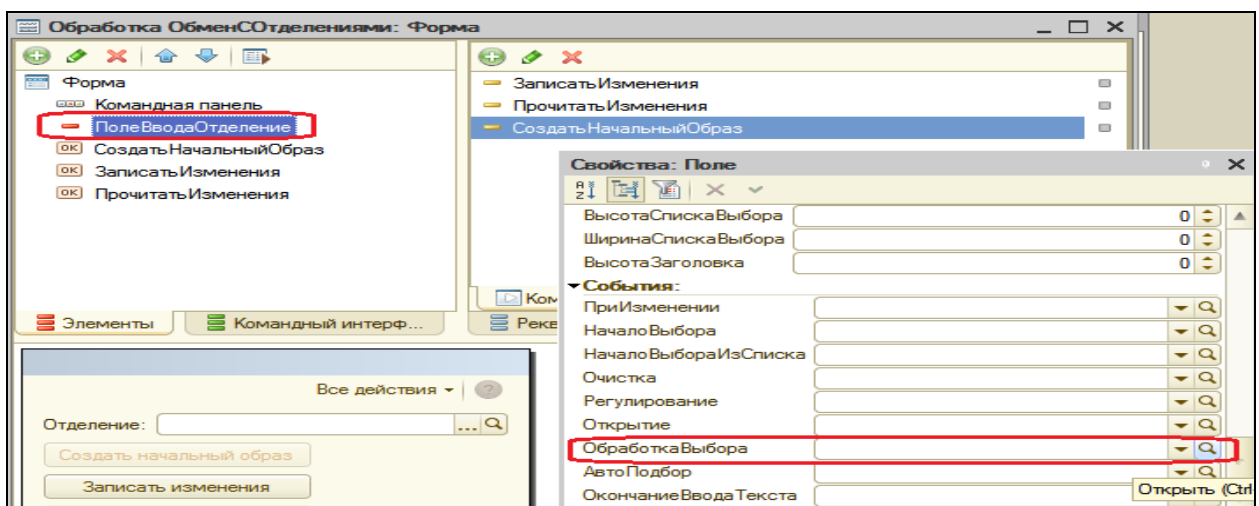 Обработка ОбменСОтделениями: Форма
Форма
Командная панель
ПолеВводаОтделение
СоздатьНачальныйОбраз
ЗаписатьИзменения
ПрочитатьИзменения
Элементы
Командный интерф...
ЗаписатьИзменения
ПрочитатьИзменения
СоздатьНачальныйОбраз
Ком
Рекв
Все действия
Отделение:
Создать начальный образ
Записать изменения
Свойства: Поле
ВысотаСпискаВыбора 0
ШиринаСпискаВыбора 0
ВысотаЗаголовка 0
События:
ПриИзменении
НачалоВыбора
НачалоВыбораИзСписка
Очистка
Регулирование
Открытие
ОбработкаВыбора
АвтоПодбор
ОкончаниеВводаТекста
Открыть (Ctrl